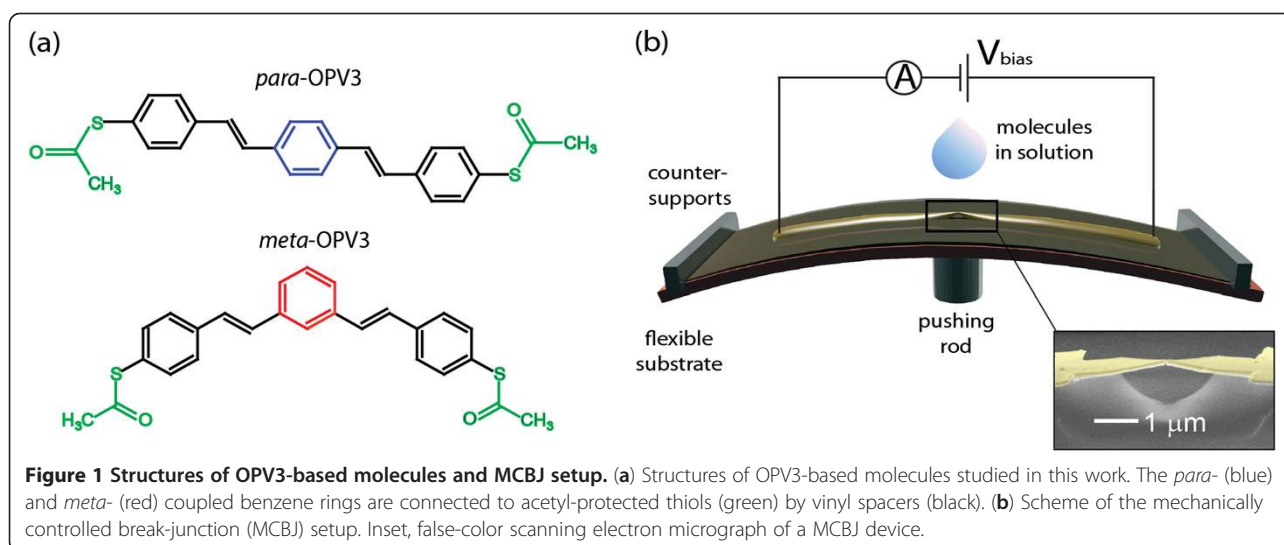 (a)
para-OPV3
O
S
CH₃
O
S
CH₃
meta-OPV3
S
H₃C
O
S
O
CH₃
(b)
A
Vbias
molecules
in solution
counter-
supports
flexible
substrate
pushing
rod
1 μm
Figure 1 Structures of OPV3-based molecules and MCBJ setup. (a) Structures of OPV3-based molecules studied in this work. The para- (blue)
and meta- (red) coupled benzene rings are connected to acetyl-protected thiols (green) by vinyl spacers (black). (b) Scheme of the mechanically
controlled break-junction (MCBJ) setup. Inset, false-color scanning electron micrograph of a MCBJ device.